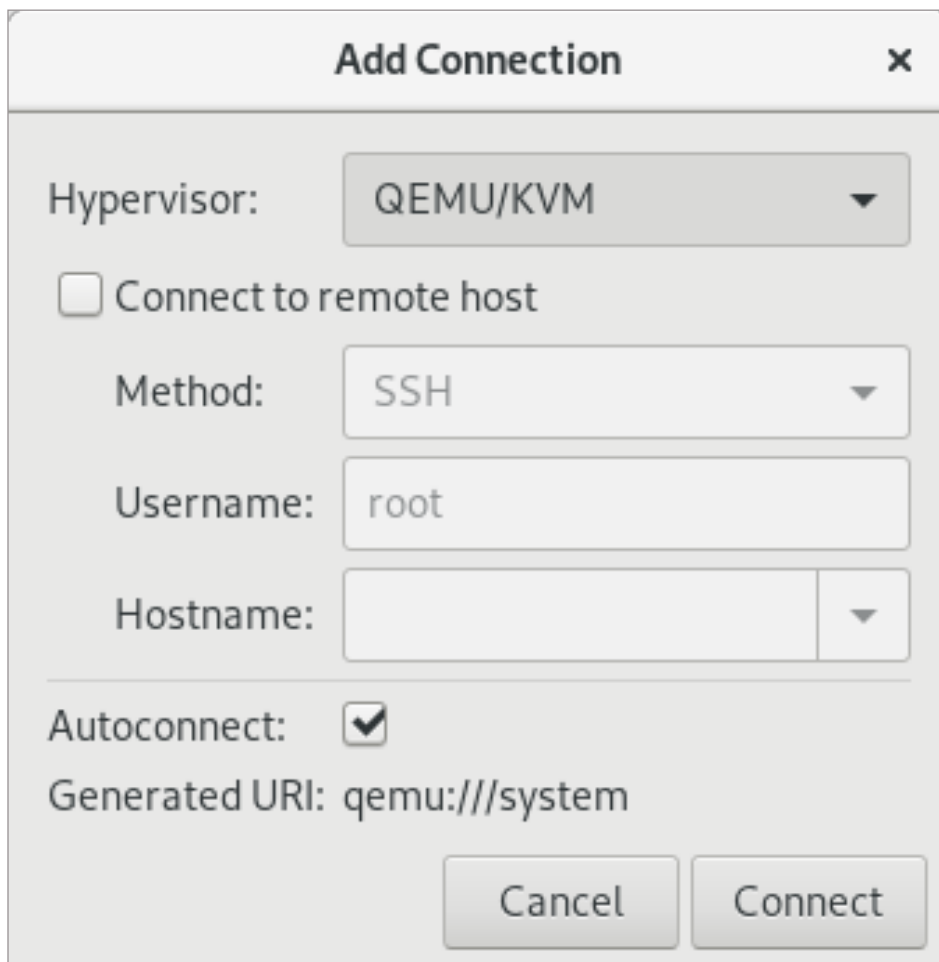 Add Connection
Hypervisor: QEMU/KVM
Connect to remote host
Method: SSH
Username: root
Hostname:
Autoconnect:
Generated URI: qemu:///system
Cancel Connect